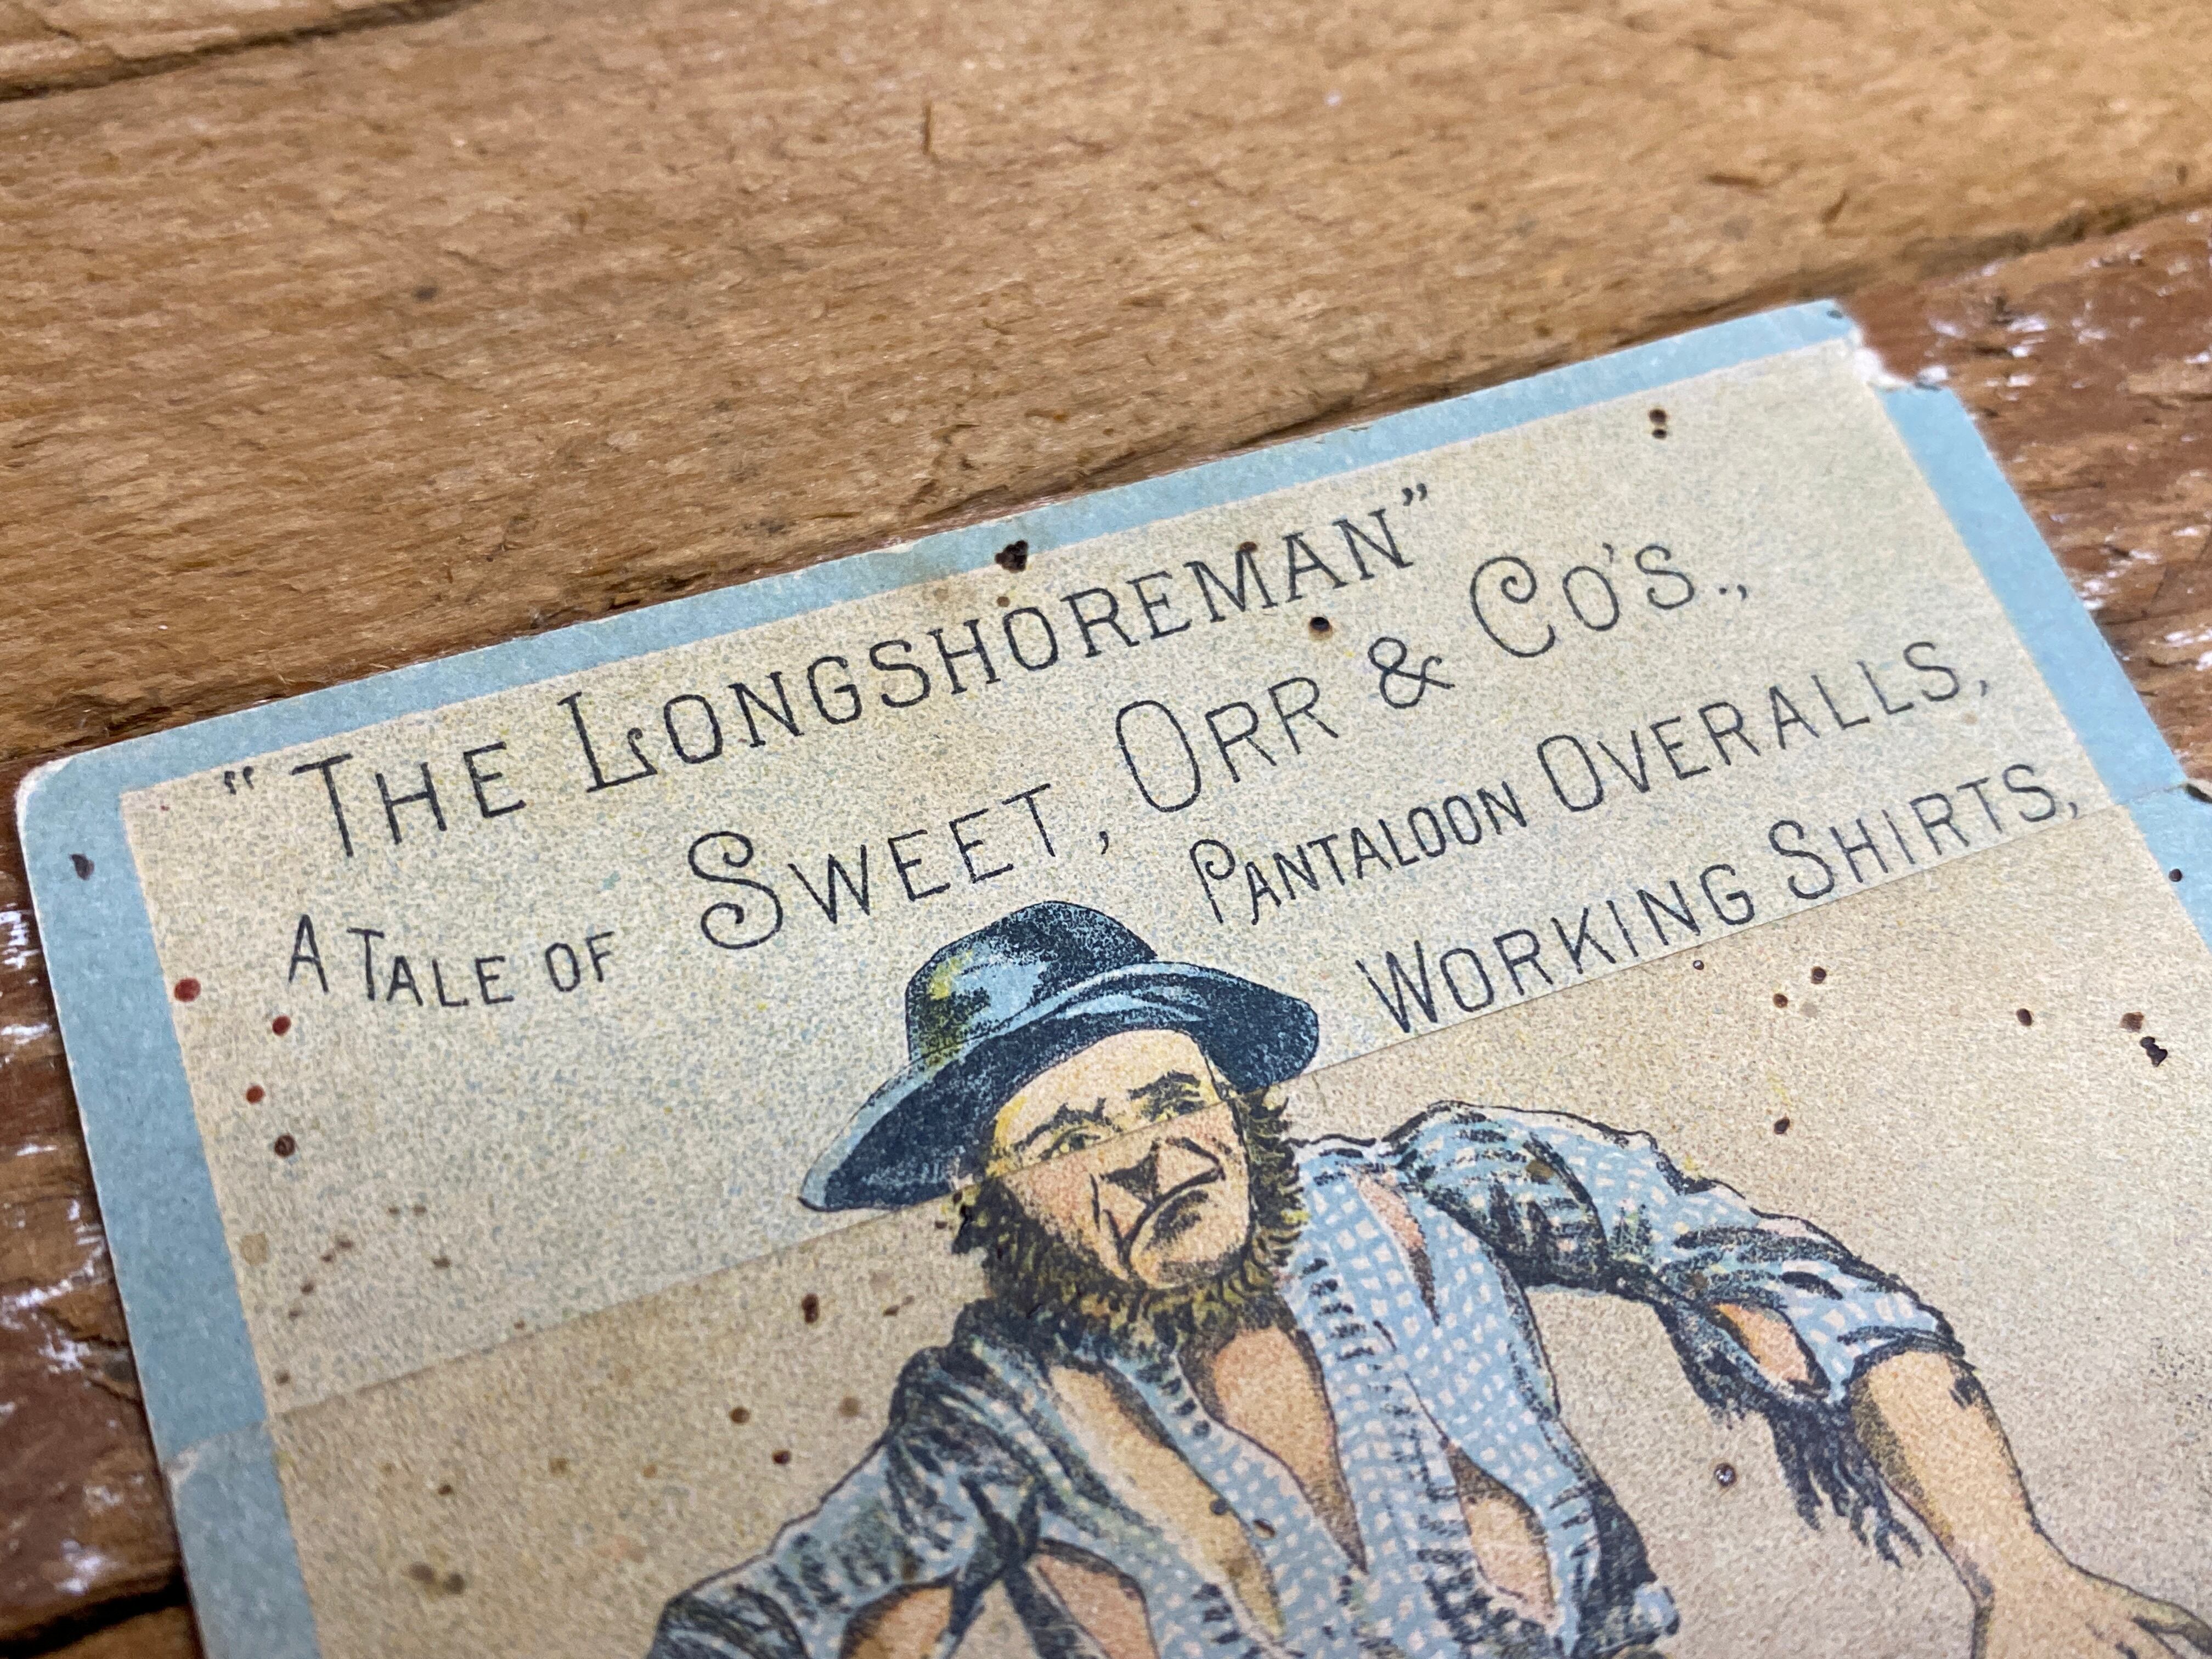 "THE LONGSHOREMAN"
A TALE OF SWEET, ORR & CO'S.,
PANTALOON OVERALLS,
WORKING SHIRTS,